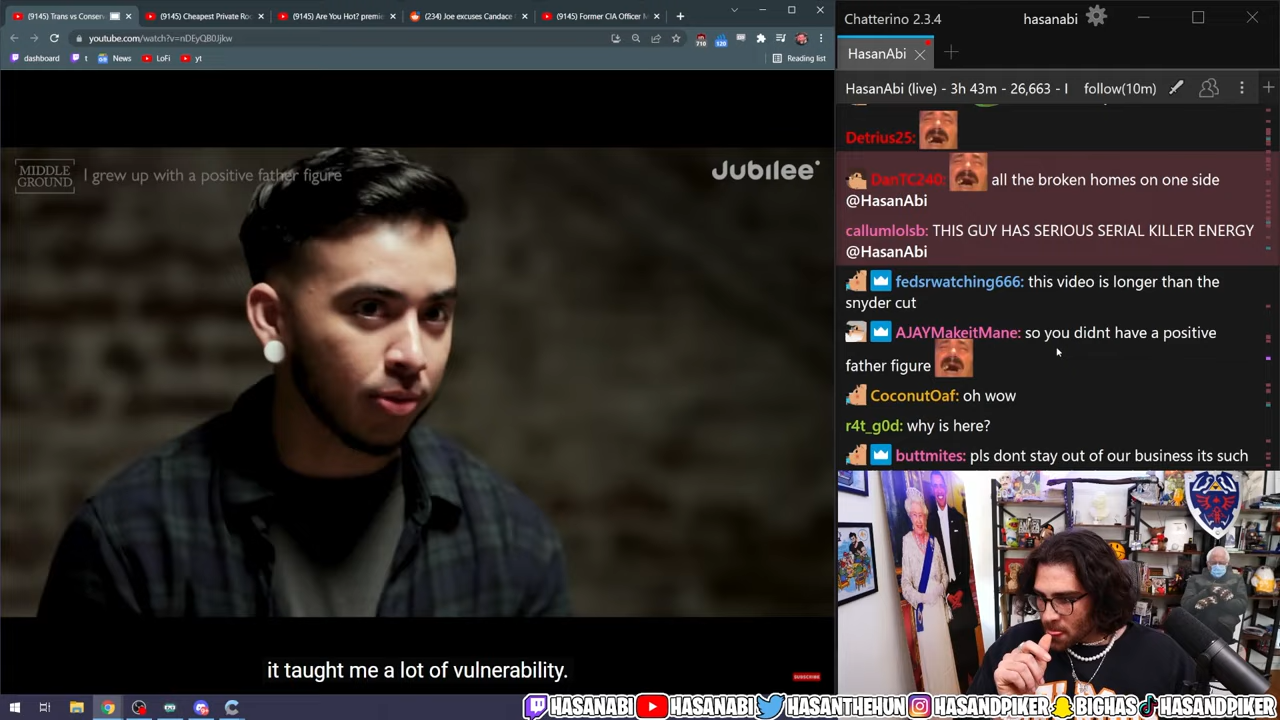 (9145) Trans vs Conserv
(9145) Cheapest Private Roo
(9145) Are You Hot? premie
(234) Joe excuses Candace
(9145) Former CIA Officer M
youtube.com/watch?v=nDEyQB0Jjkw
710
120
dashboard
t
News
LoFi
yt
Reading list
MIDDLE
GROUND
I grew up with a positive father figure
Jubilee
it taught me a lot of vulnerability.
SUBSCRIBE
Chatterino 2.3.4
hasanabi
HasanAbi
HasanAbi (live) - 3h 43m - 26,663 - I
follow(10m)
Detrius25:
DanTC240: all the broken homes on one side
@HasanAbi
callumlolsb: THIS GUY HAS SERIOUS SERIAL KILLER ENERGY
@HasanAbi
fedsrwatching666: this video is longer than the
snyder cut
AJAYMakeitMane: so you didnt have a positive
father figure
CoconutOaf: oh wow
r4t_g0d: why is here?
buttmites: pls dont stay out of our business its such
HASANABI
HASANABI
HASANTHEHUN
HASANDPIKER
BIGHAS
HASANDPIKER